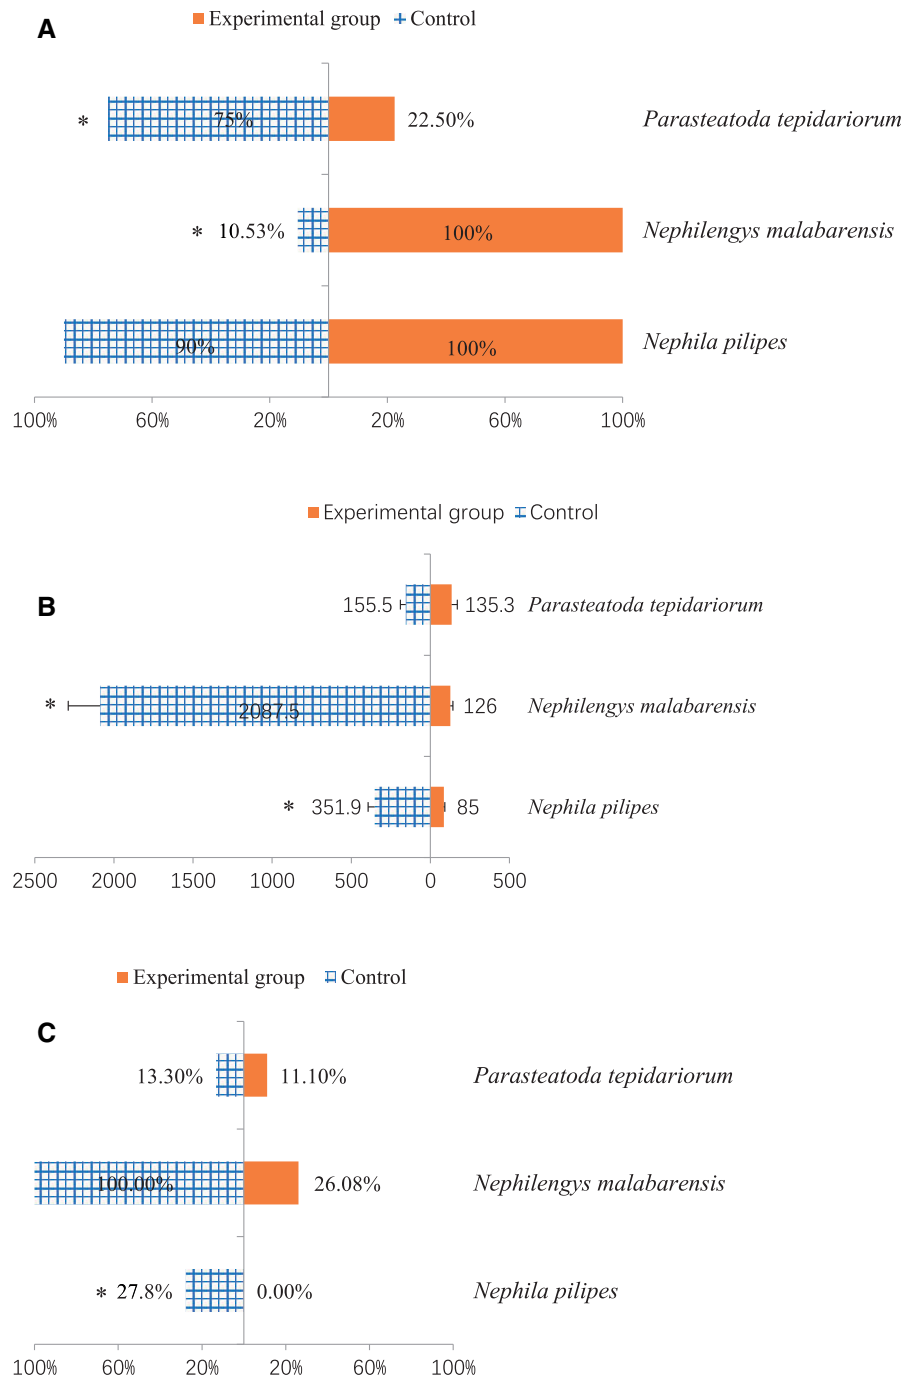 A
Experimental group Control
* 75% 22.50% Parasteatoda tepidariorum
* 10.53% 100% Nephilengys malabarensis
90% 100% Nephila pilipes
100% 60% 20% 20% 60% 100%
Experimental group Control
B
155.5 135.3 Parasteatoda tepidariorum
* 2087.5 126 Nephilengys malabarensis
* 351.9 85 Nephila pilipes
2500 2000 1500 1000 500 0 500
Experimental group Control
C
13.30% 11.10% Parasteatoda tepidariorum
100.00% 26.08% Nephilengys malabarensis
* 27.8% 0.00% Nephila pilipes
100% 60% 20% 20% 60% 100%